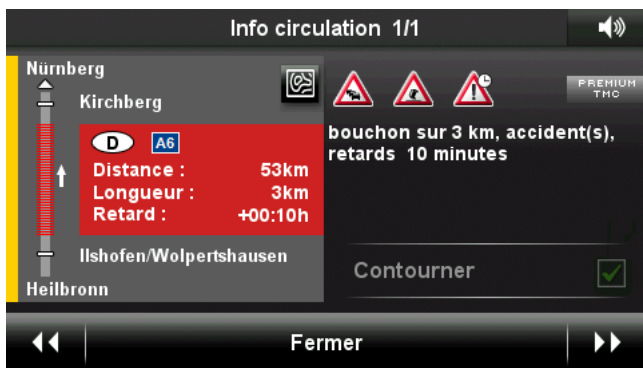 Info circulation 1/1
Nürnberg
Kirchberg
D A6
Distance : 53km
Longueur : 3km
Retard : +00:10h
Ilshofen/Wolpertshausen
Heilbronn
PREMIUM
TMC
bouchon sur 3 km, accident(s),
retards 10 minutes
Contourner
Fermer